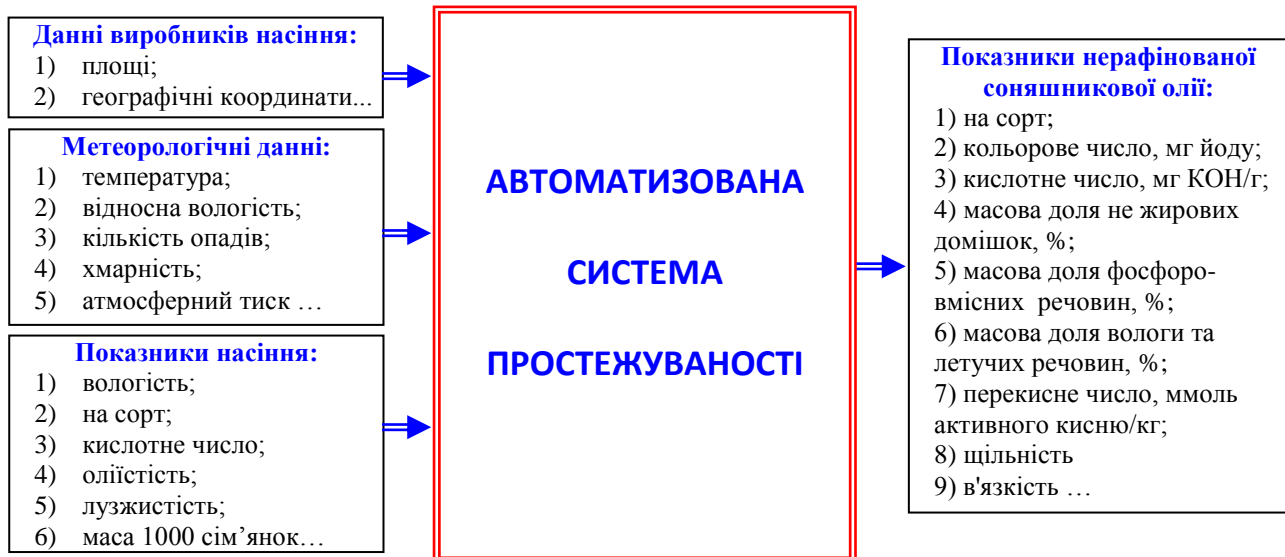 Данні виробників насіння:
1) площі;
2) географічні координати...
Метеорологічні данні:
1) температура;
2) відносна вологість;
3) кількість опадів;
4) хмарність;
5) атмосферний тиск …
Показники насіння:
1) вологість;
2) на сорт;
3) кислотне число;
4) оліїстість;
5) лузжистість;
6) маса 1000 сім’янок…
АВТОМАТИЗОВАНА
СИСТЕМА
ПРОСТЕЖУВАНОСТІ
Показники нерафінованої
соняшникової олії:
1) на сорт;
2) кольорове число, мг йоду;
3) кислотне число, мг КОН/г;
4) масова доля не жирових
домішок, %;
5) масова доля фосфоро-
вмісних речовин, %;
6) масова доля вологи та
летучих речовин, %;
7) перекисне число, ммоль
активного кисню/кг;
8) щільність
9) в'язкість …